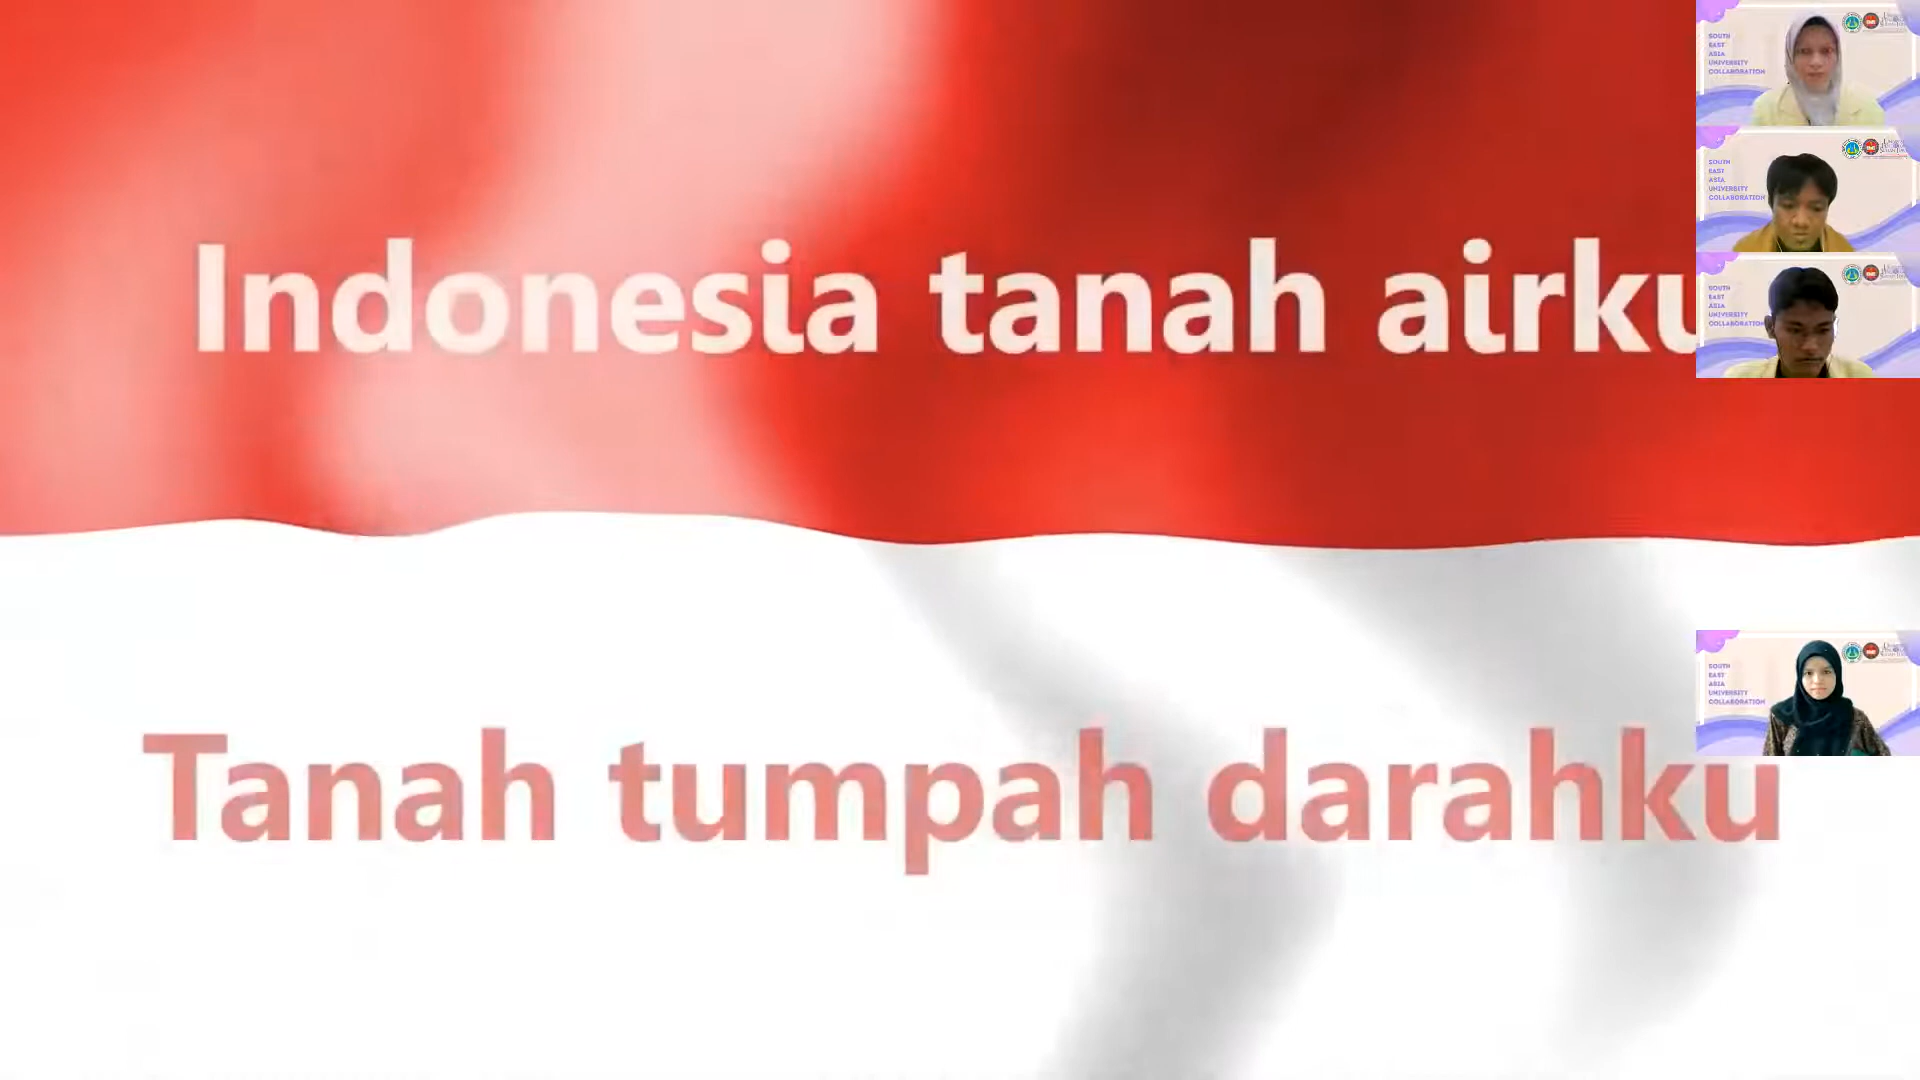 Indonesia tanah airku
Tanah tumpah darahku
SOUTH
EAST
ASIA
UNIVERSITY
COLLABORATION
SOUTH
EAST
ASIA
UNIVERSITY
COLLABORATION
SOUTH
EAST
ASIA
UNIVERSITY
COLLABORATION
SOUTH
EAST
ASIA
UNIVERSITY
COLLABORATION